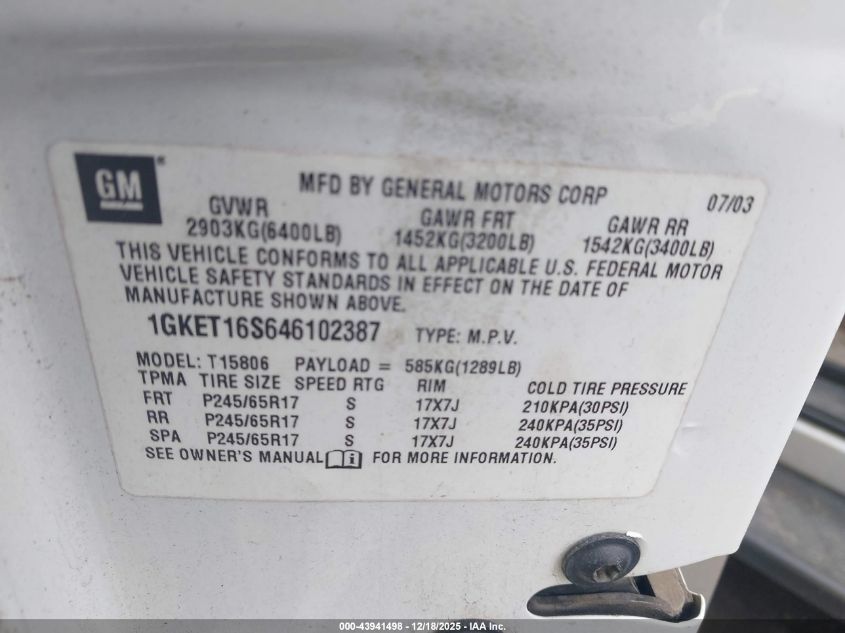 GM
MFD BY GENERAL MOTORS CORP 07/03
GVWR GAWR FRT GAWR RR
2903KG(6400LB) 1452KG(3200LB) 1542KG(3400LB)
THIS VEHICLE CONFORMS TO ALL APPLICABLE U.S. FEDERAL MOTOR
VEHICLE SAFETY STANDARDS IN EFFECT ON THE DATE OF
MANUFACTURE SHOWN ABOVE.
1GKET16S646102387 TYPE: M.P.V.
MODEL: T15806 PAYLOAD = 585KG(1289LB)
TPMA TIRE SIZE SPEED RTG RIM COLD TIRE PRESSURE
FRT P245/65R17 S 17X7J 210KPA(30PSI)
RR P245/65R17 S 17X7J 240KPA(35PSI)
SPA P245/65R17 S 17X7J 240KPA(35PSI)
SEE OWNER'S MANUAL i FOR MORE INFORMATION.
000-43941498 - 12/18/2025 - IAA Inc.